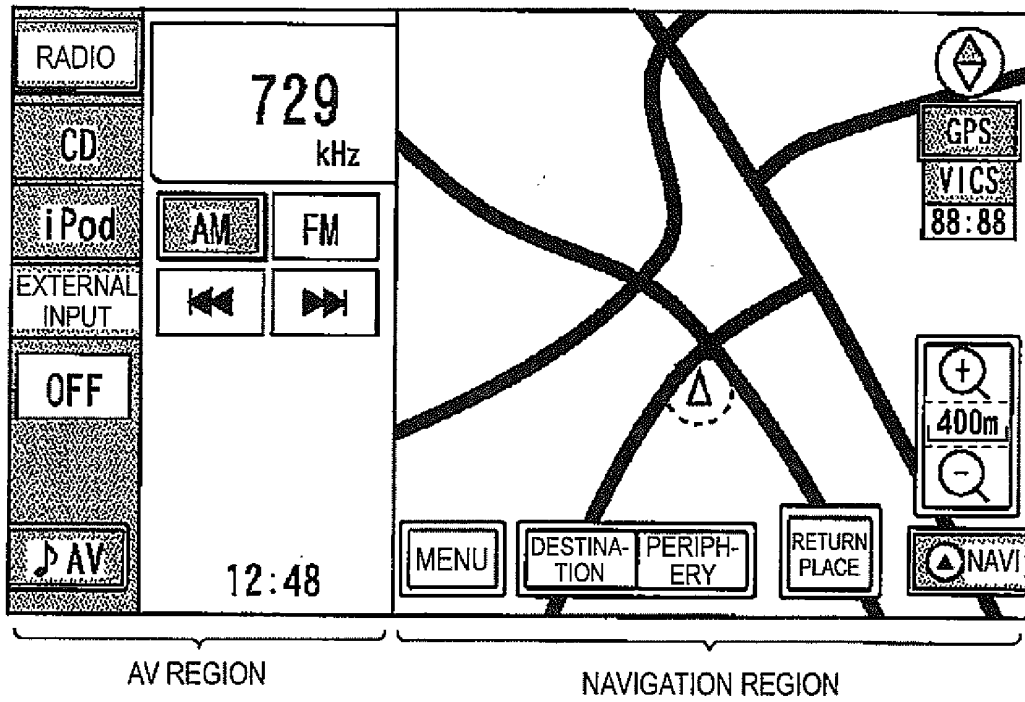 RADIO
CD
iPod
EXTERNAL
INPUT
OFF
♪AV
729
kHz
AM
FM
12:48
GPS
VICS
88:88
+
400m
-
MENU
DESTINA-
TION
PERIPH-
ERY
RETURN
PLACE
NAVI
AV REGION
NAVIGATION REGION